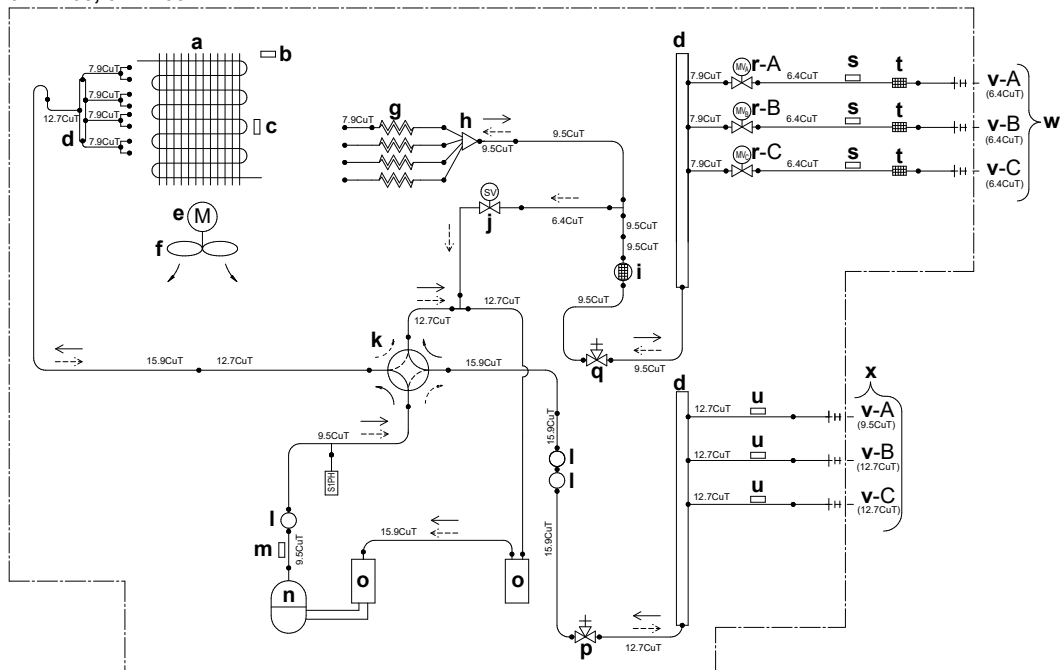 a
b
7.9CuT
7.9CuT
7.9CuT
7.9CuT
12.7CuT
d
c
e M
f
7.9CuT
g
h
9.5CuT
9.5CuT
SV
j
6.4CuT
9.5CuT
9.5CuT
i
9.5CuT
q
9.5CuT
d
7.9CuT
MVA
r-A
6.4CuT
s
t
v-A
(6.4CuT)
7.9CuT
MVB
r-B
6.4CuT
s
t
v-B
(6.4CuT)
7.9CuT
MVC
r-C
6.4CuT
s
t
v-C
(6.4CuT)
w
12.7CuT
12.7CuT
k
15.9CuT
12.7CuT
15.9CuT
9.5CuT
S1PH
15.9CuT
l
l
15.9CuT
l
m
9.5CuT
n
15.9CuT
o
o
p
12.7CuT
d
x
12.7CuT
u
v-A
(9.5CuT)
12.7CuT
u
v-B
(12.7CuT)
12.7CuT
u
v-C
(12.7CuT)